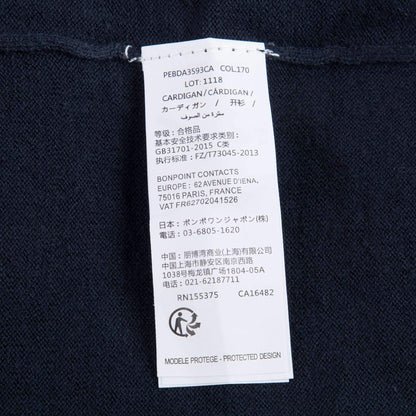 PEBDA3593CA COL.170
LOT: 1118
CARDIGAN/ CÁRDIGAN/
カーディガン / 开衫 /
سترة من الصوف
等级: 合格品
基本安全技术要求类别:
GB31701-2015 C类
执行标准: FZ/T73045-2013
BONPOINT CONTACTS
EUROPE : 62 AVENUE D'IENA,
75016 PARIS, FRANCE
VAT FR62702041526
日本: ボンポワンジャポン(株)
電話: 03-6805-1620
中国: 朋博湾商业(上海)有限公司
中国上海市静安区南京西路
1038号梅龙镇广场1804-05A
电话: 021-62187711
RN155375 CA16482
MODELE PROTEGE - PROTECTED DESIGN